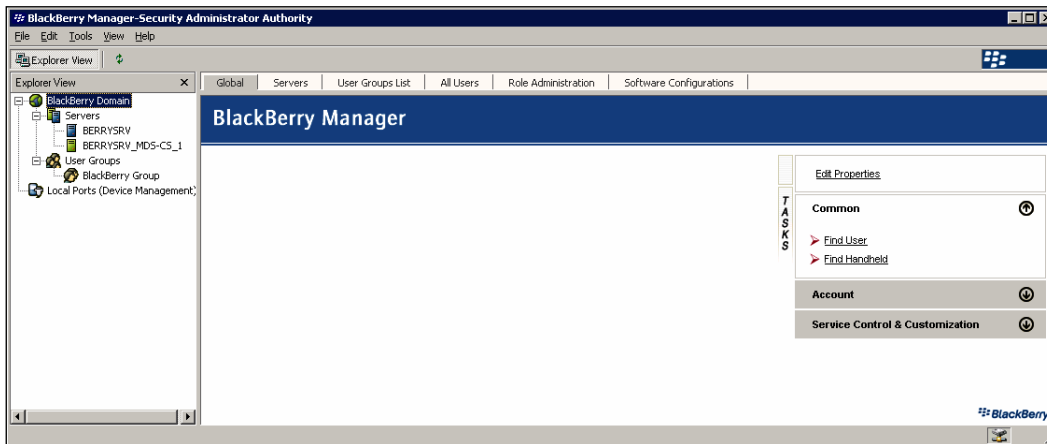 BlackBerry Manager-Security Administrator Authority
File Edit Tools View Help
Explorer View
Explorer View X
BlackBerry Domain
Servers
BERRYSRV
BERRYSRV_MDS-CS_1
User Groups
BlackBerry Group
Local Ports (Device Management)
Global Servers User Groups List All Users Role Administration Software Configurations
BlackBerry Manager
TASKS
Edit Properties
Common
Find User
Find Handheld
Account
Service Control & Customization
BlackBerry